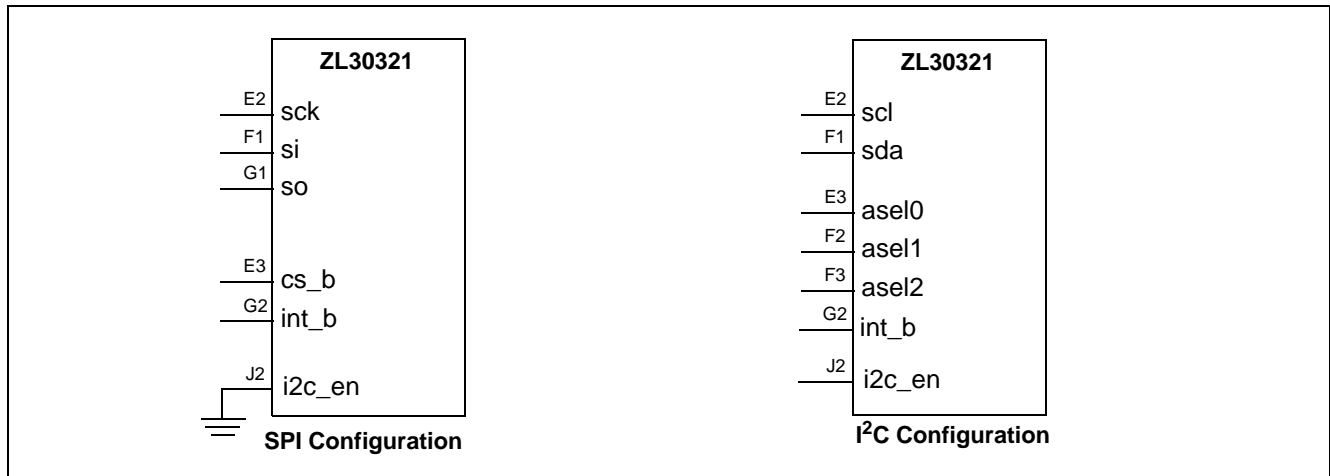 ZL30321
E2 sck
F1 si
G1 so
E3 cs_b
G2 int_b
J2 i2c_en
SPI Configuration
ZL30321
E2 scl
F1 sda
E3 asel0
F2 asel1
F3 asel2
G2 int_b
J2 i2c_en
I²C Configuration